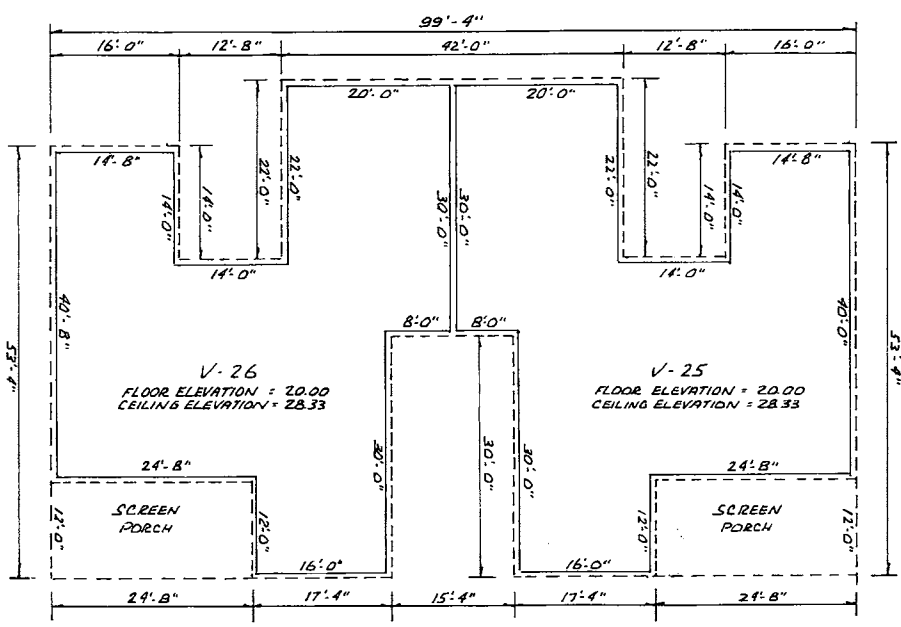 99'-4"
16'-0" 12'-8" 42'-0" 12'-8" 16'-0"
20'-0" 20'-0"
14'-8" 14'-8"
14'-0" 14'-0" 22'-0" 22'-0" 22'-0" 22'-0" 14'-0" 14'-0"
30'-0" 30'-0"
14'-0" 14'-0"
40'-8" 40'-0"
8'-0" 8'-0"
53'-4" 53'-4"
V-26 V-25
FLOOR ELEVATION = 20.00 FLOOR ELEVATION = 20.00
CEILING ELEVATION = 28.33 CEILING ELEVATION = 28.33
30'-0" 30'-0" 30'-0"
24'-8" 24'-8"
SCREEN SCREEN
PORCH PORCH
12'-0" 12'-0" 12'-0" 12'-0"
16'-0" 16'-0"
24'-8" 17'-4" 15'-4" 17'-4" 24'-8"